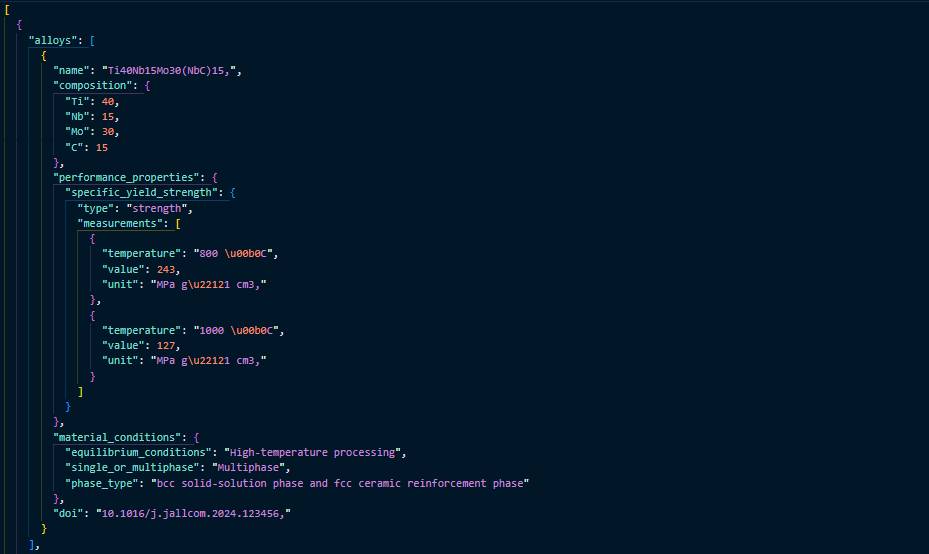 [
{
"alloys": [
{
"name": "Ti40Nb15Mo30(NbC)15,",
"composition": {
"Ti": 40,
"Nb": 15,
"Mo": 30,
"C": 15
},
"performance_properties": {
"specific_yield_strength": {
"type": "strength",
"measurements": [
{
"temperature": "800 \u00b0C",
"value": 243,
"unit": "MPa g\u22121 cm3,"
},
{
"temperature": "1000 \u00b0C",
"value": 127,
"unit": "MPa g\u22121 cm3,"
}
]
}
},
"material_conditions": {
"equilibrium_conditions": "High-temperature processing",
"single_or_multiphase": "Multiphase",
"phase_type": "bcc solid-solution phase and fcc ceramic reinforcement phase"
},
"doi": "10.1016/j.jallcom.2024.123456,"
}
],